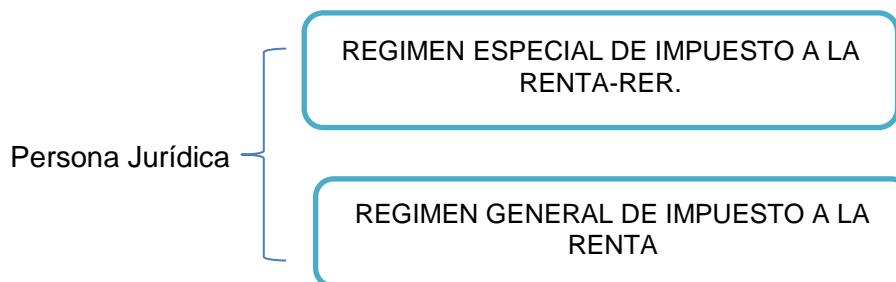 REGIMEN ESPECIAL DE IMPUESTO A LA
RENTA-RER.
Persona Jurídica
REGIMEN GENERAL DE IMPUESTO A LA
RENTA